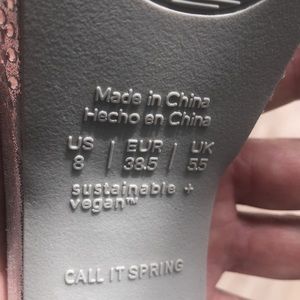 Made in China
Hecho en China
US | EUR | UK
8 | 38.5 | 5.5
sustainable +
vegan™
CALL IT SPRING